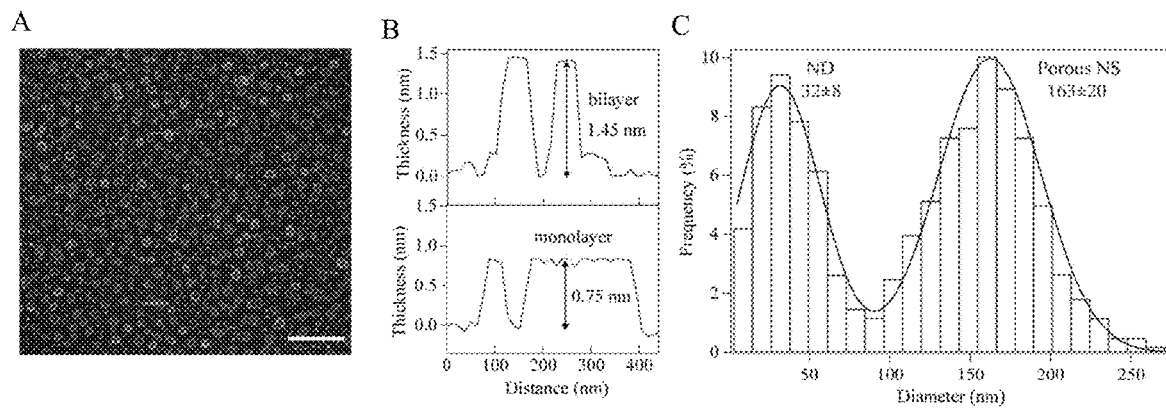 A
B
C
1.5
1.0
0.5
0.0
Thickness (nm)
bilayer
1.45 nm
1.5
1.0
0.5
0.0
Thickness (nm)
monolayer
0.75 nm
0 100 200 300 400
Distance (nm)
10
8
6
4
2
0
Prequency (%)
ND
32±8
Porous NS
163±20
50 100 150 200 250
Diameter (nm)